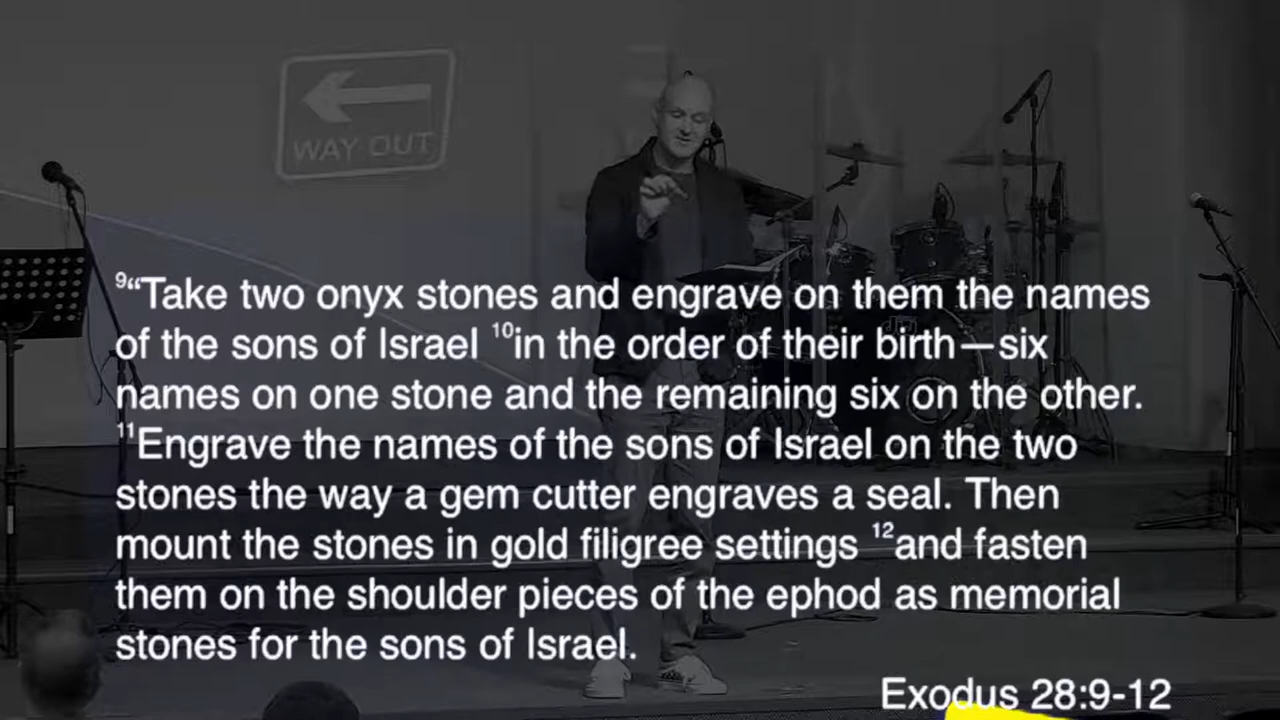 WAY OUT
⁹“Take two onyx stones and engrave on them the names
of the sons of Israel ¹⁰in the order of their birth—six
names on one stone and the remaining six on the other.
¹¹Engrave the names of the sons of Israel on the two
stones the way a gem cutter engraves a seal. Then
mount the stones in gold filigree settings ¹²and fasten
them on the shoulder pieces of the ephod as memorial
stones for the sons of Israel.
Exodus 28:9-12